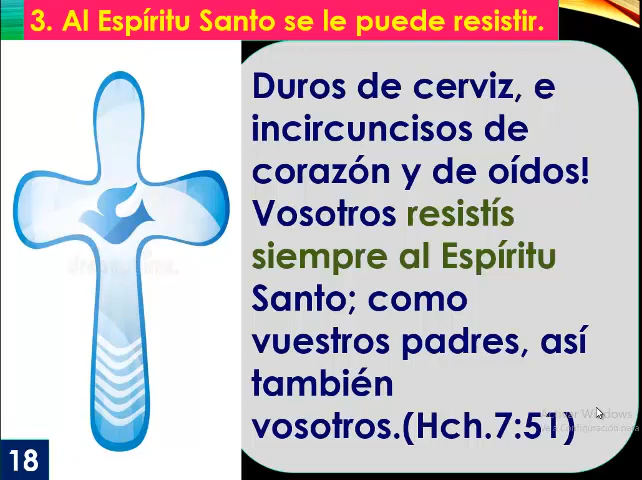 3. Al Espíritu Santo se le puede resistir.
Duros de cerviz, e
incircuncisos de
corazón y de oídos!
Vosotros resistís
siempre al Espíritu
Santo; como
vuestros padres, así
también
vosotros.(Hch.7:51)
18